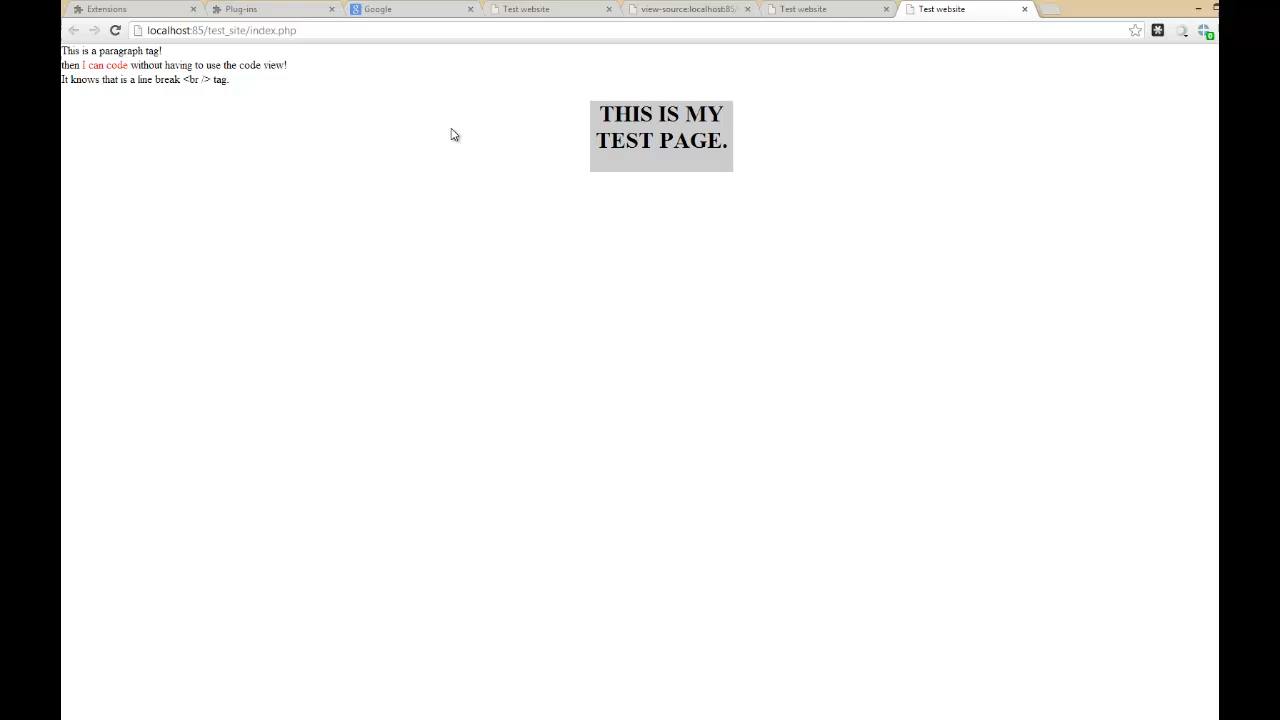 Extensions
Plug-ins
Google
Test website
view-source:localhost:85/
Test website
Test website
localhost:85/test_site/index.php
This is a paragraph tag!
then I can code without having to use the code view!
It knows that is a line break <br /> tag.
THIS IS MY
TEST PAGE.